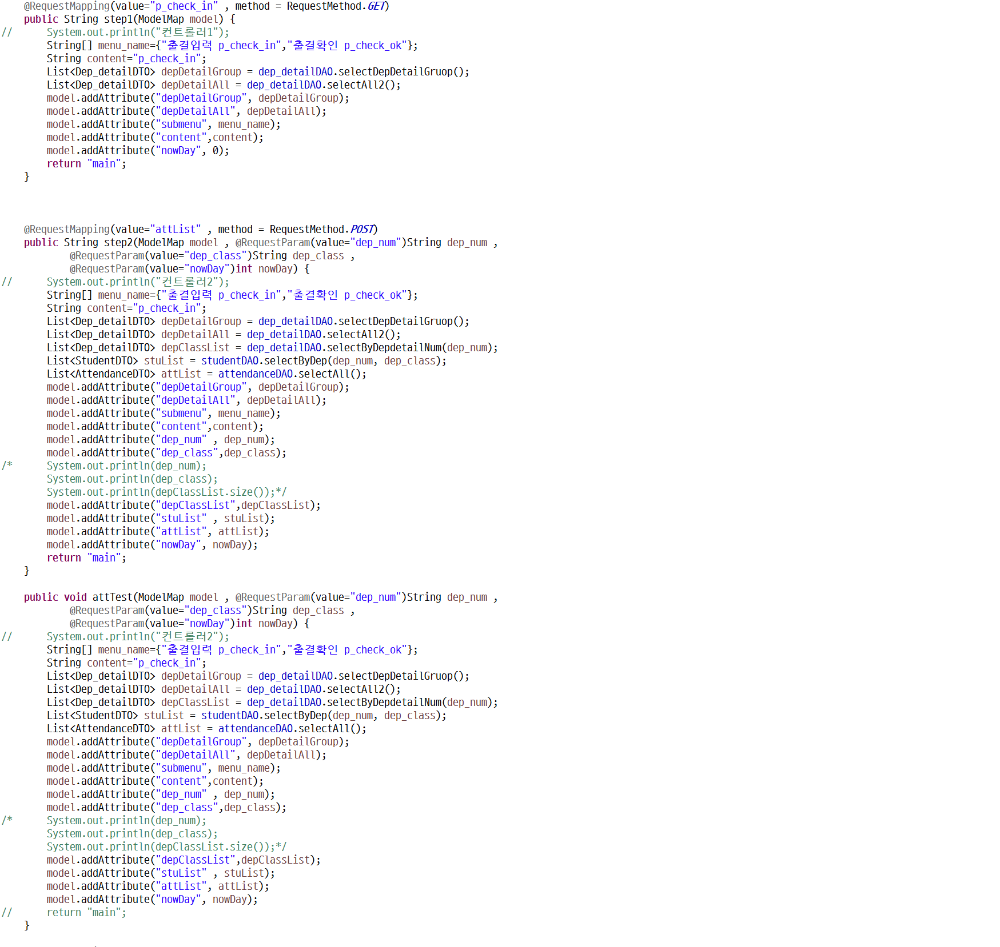 @RequestMapping(value="p_check_in" , method = RequestMethod.GET)
public String step1(ModelMap model) {
//      System.out.println("컨트롤러1");
String[] menu_name={"출결입력 p_check_in","출결확인 p_check_ok"};
String content="p_check_in";
List<Dep_detailDTO> depDetailGroup = dep_detailDAO.selectDepDetailGruop();
List<Dep_detailDTO> depDetailAll = dep_detailDAO.selectAll2();
model.addAttribute("depDetailGroup", depDetailGroup);
model.addAttribute("depDetailAll", depDetailAll);
model.addAttribute("submenu", menu_name);
model.addAttribute("content",content);
model.addAttribute("nowDay", 0);
return "main";
}
@RequestMapping(value="attList" , method = RequestMethod.POST)
public String step2(ModelMap model , @RequestParam(value="dep_num")String dep_num ,
@RequestParam(value="dep_class")String dep_class ,
@RequestParam(value="nowDay")int nowDay) {
//      System.out.println("컨트롤러2");
String[] menu_name={"출결입력 p_check_in","출결확인 p_check_ok"};
String content="p_check_in";
List<Dep_detailDTO> depDetailGroup = dep_detailDAO.selectDepDetailGruop();
List<Dep_detailDTO> depDetailAll = dep_detailDAO.selectAll2();
List<Dep_detailDTO> depClassList = dep_detailDAO.selectByDepdetailNum(dep_num);
List<StudentDTO> stuList = studentDAO.selectByDep(dep_num, dep_class);
List<AttendanceDTO> attList = attendanceDAO.selectAll();
model.addAttribute("depDetailGroup", depDetailGroup);
model.addAttribute("depDetailAll", depDetailAll);
model.addAttribute("submenu", menu_name);
model.addAttribute("content",content);
model.addAttribute("dep_num" , dep_num);
model.addAttribute("dep_class",dep_class);
/*      System.out.println(dep_num);
System.out.println(dep_class);
System.out.println(depClassList.size());*/
model.addAttribute("depClassList",depClassList);
model.addAttribute("stuList" , stuList);
model.addAttribute("attList", attList);
model.addAttribute("nowDay", nowDay);
return "main";
}
public void attTest(ModelMap model , @RequestParam(value="dep_num")String dep_num ,
@RequestParam(value="dep_class")String dep_class ,
@RequestParam(value="nowDay")int nowDay) {
//      System.out.println("컨트롤러2");
String[] menu_name={"출결입력 p_check_in","출결확인 p_check_ok"};
String content="p_check_in";
List<Dep_detailDTO> depDetailGroup = dep_detailDAO.selectDepDetailGruop();
List<Dep_detailDTO> depDetailAll = dep_detailDAO.selectAll2();
List<Dep_detailDTO> depClassList = dep_detailDAO.selectByDepdetailNum(dep_num);
List<StudentDTO> stuList = studentDAO.selectByDep(dep_num, dep_class);
List<AttendanceDTO> attList = attendanceDAO.selectAll();
model.addAttribute("depDetailGroup", depDetailGroup);
model.addAttribute("depDetailAll", depDetailAll);
model.addAttribute("submenu", menu_name);
model.addAttribute("content",content);
model.addAttribute("dep_num" , dep_num);
model.addAttribute("dep_class",dep_class);
/*      System.out.println(dep_num);
System.out.println(dep_class);
System.out.println(depClassList.size());*/
model.addAttribute("depClassList",depClassList);
model.addAttribute("stuList" , stuList);
model.addAttribute("attList", attList);
model.addAttribute("nowDay", nowDay);
//      return "main";
}